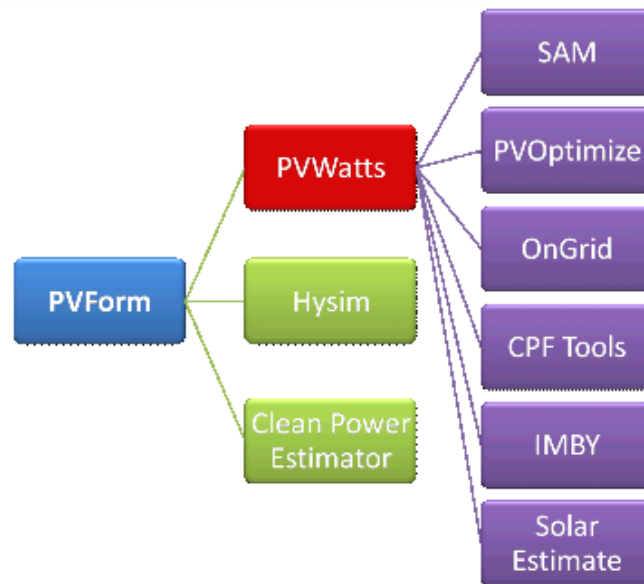 SAM
PVWatts
PVOptimize
OnGrid
PVForm
Hysim
CPF Tools
Clean Power
Estimator
IMBY
Solar
Estimate